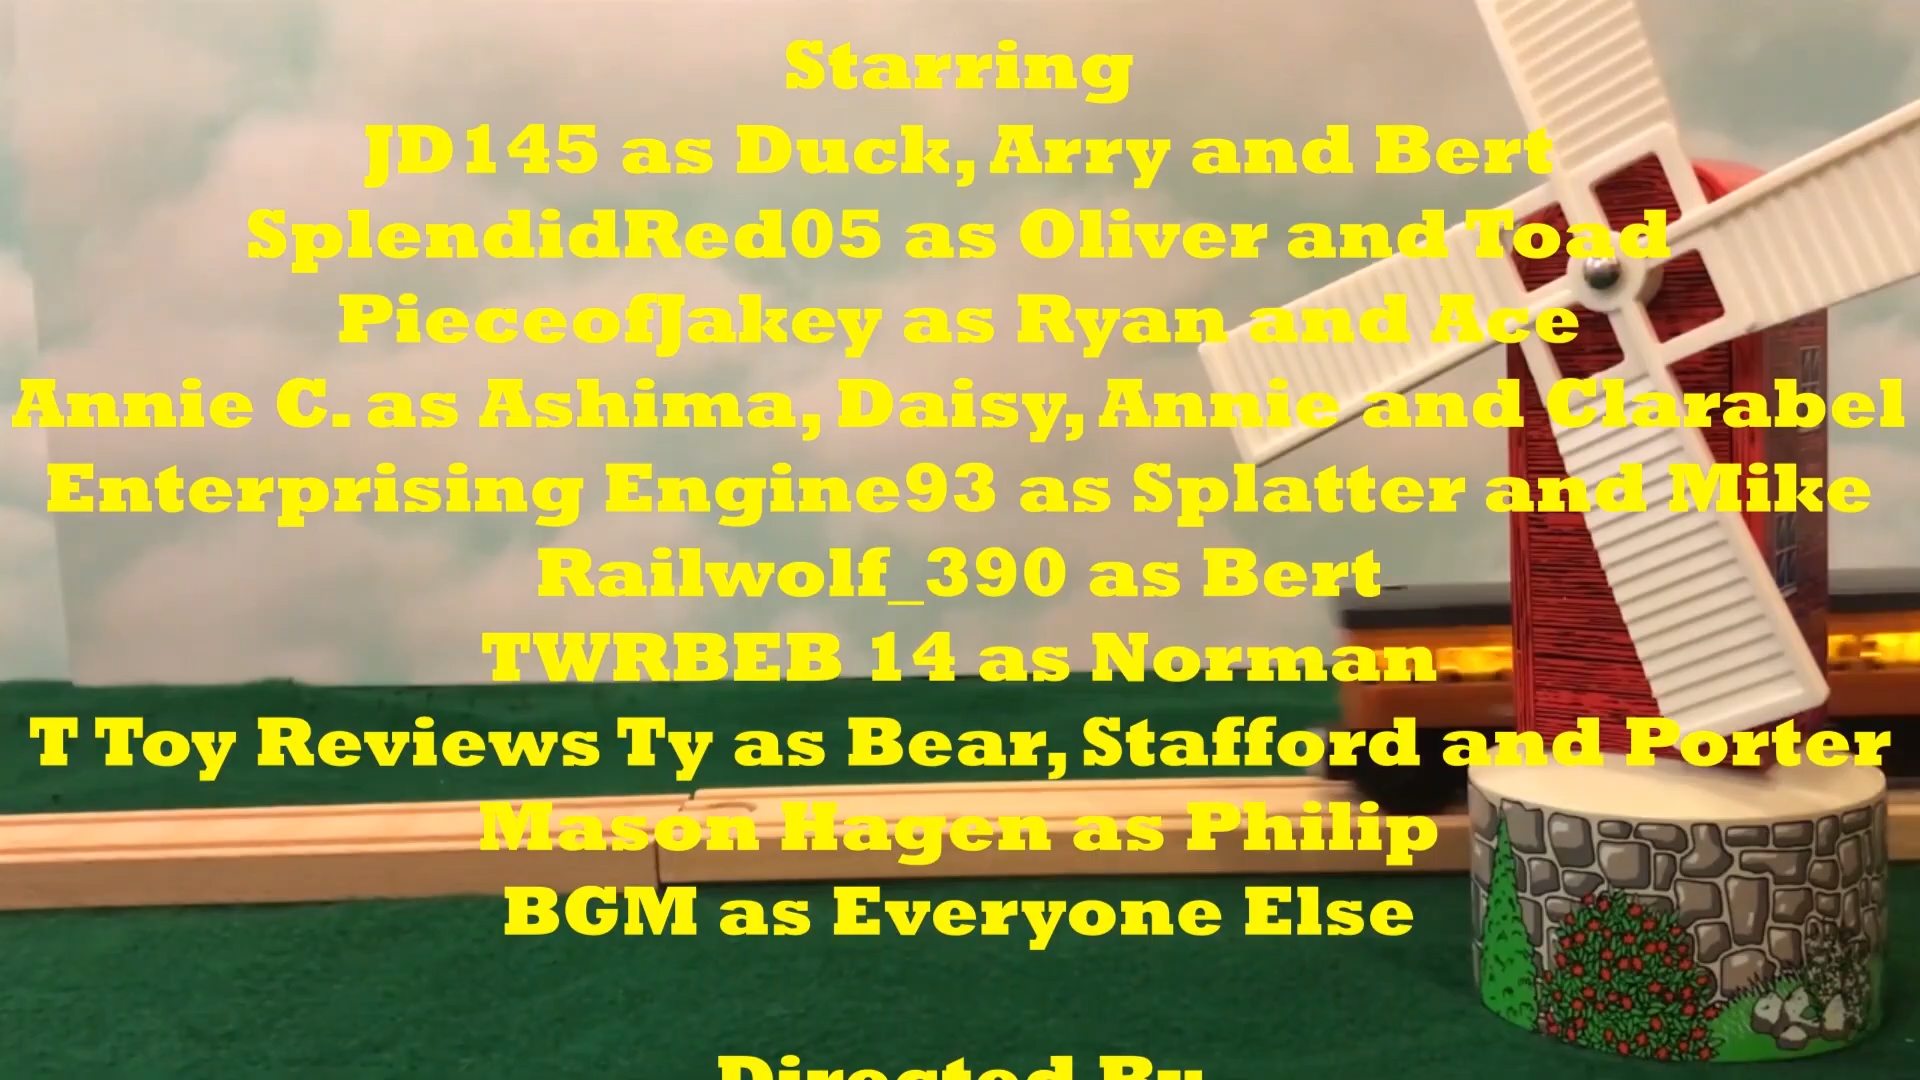 Starring
JD145 as Duck, Arry and Bert
SplendidRed05 as Oliver and Toad
PieceofJakey as Ryan and Ace
Annie C. as Ashima, Daisy, Annie and Clarabel
Enterprising Engine93 as Splatter and Mike
Railwolf_390 as Bert
TWRBEB 14 as Norman
T Toy Reviews Ty as Bear, Stafford and Porter
Mason Hagen as Philip
BGM as Everyone Else
Directed By